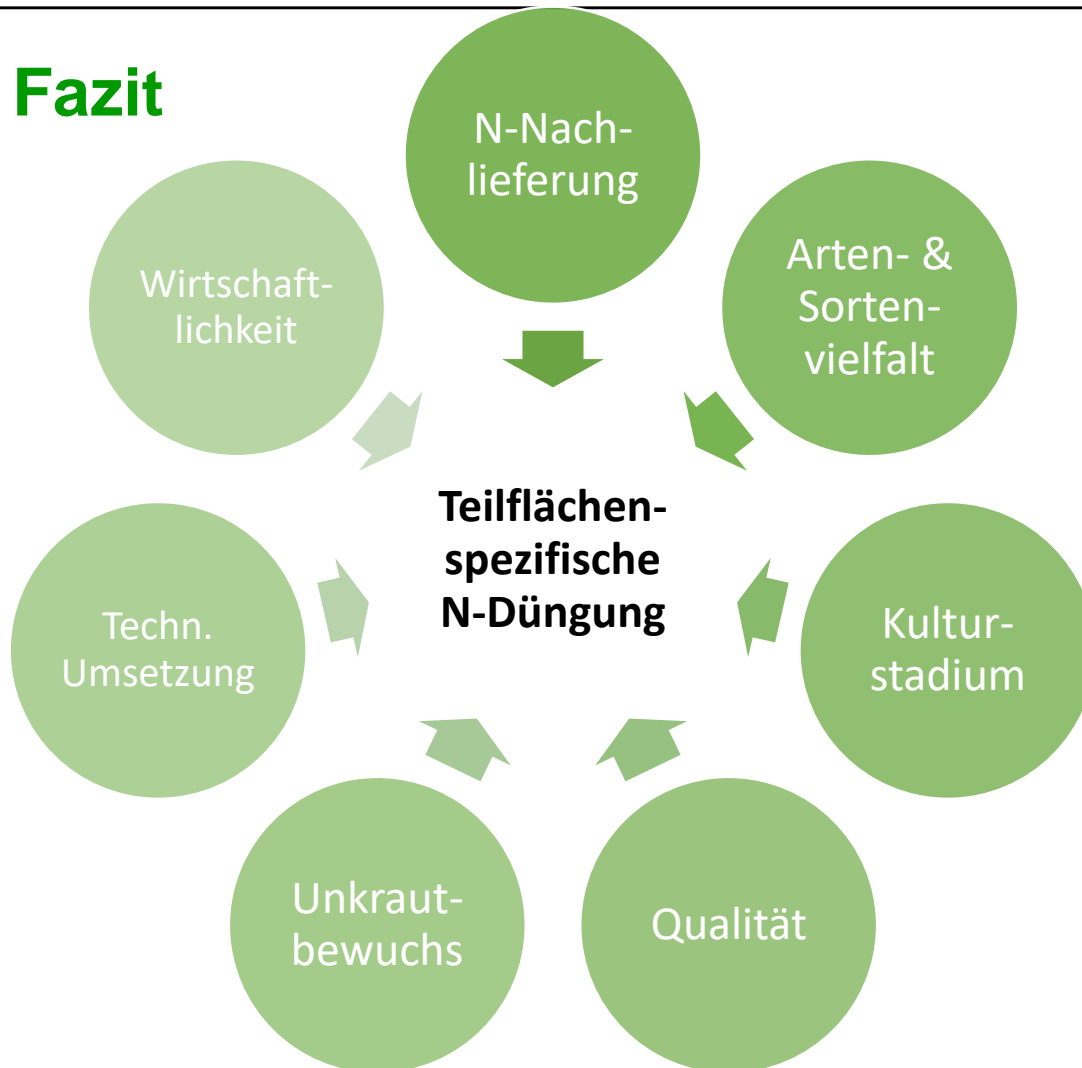 Fazit
N-Nach-
lieferung
Arten- &
Sorten-
vielfalt
Kultur-
stadium
Qualität
Unkraut-
bewuchs
Techn.
Umsetzung
Wirtschaft-
lichkeit
Teilflächen-
spezifische
N-Düngung